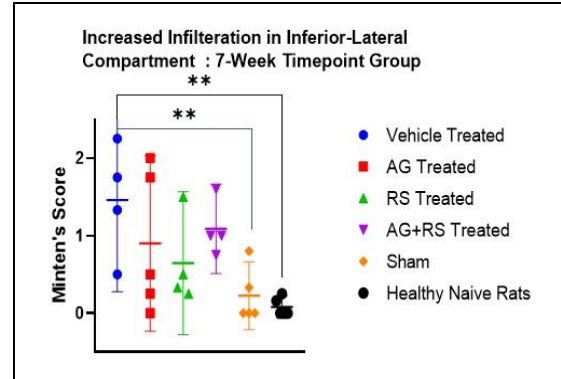 Increased Infilteration in Inferior-Lateral
Compartment : 7-Week Timepoint Group
**
**
Minten's Score
2
1
0
Vehicle Treated
AG Treated
RS Treated
AG+RS Treated
Sham
Healthy Naive Rats